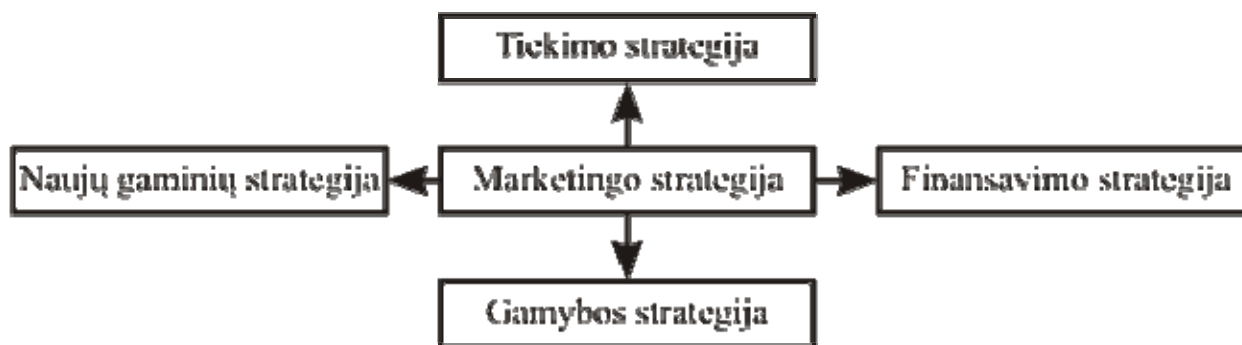 Tiekimo strategija
Naujų gaminių strategija
Marketingo strategija
Finansavimo strategija
Gamybos strategija